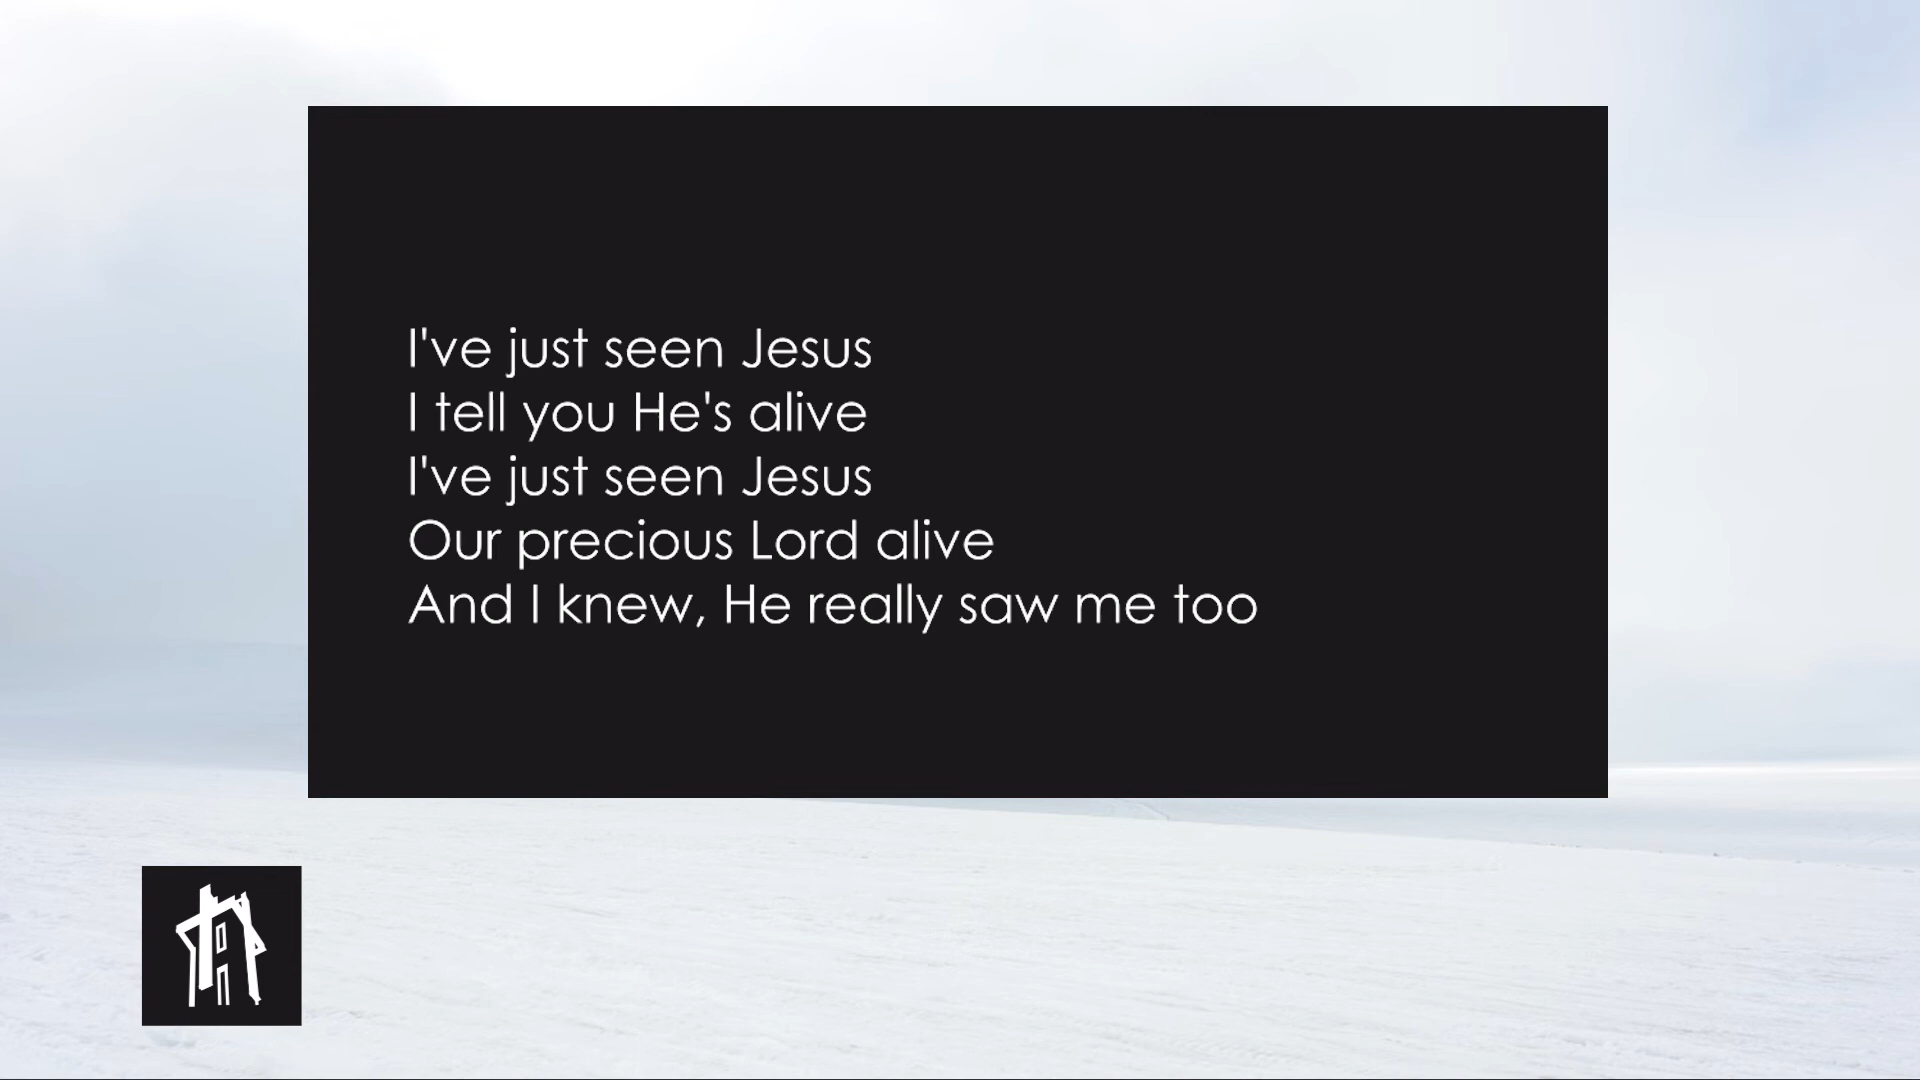 I've just seen Jesus
I tell you He's alive
I've just seen Jesus
Our precious Lord alive
And I knew, He really saw me too